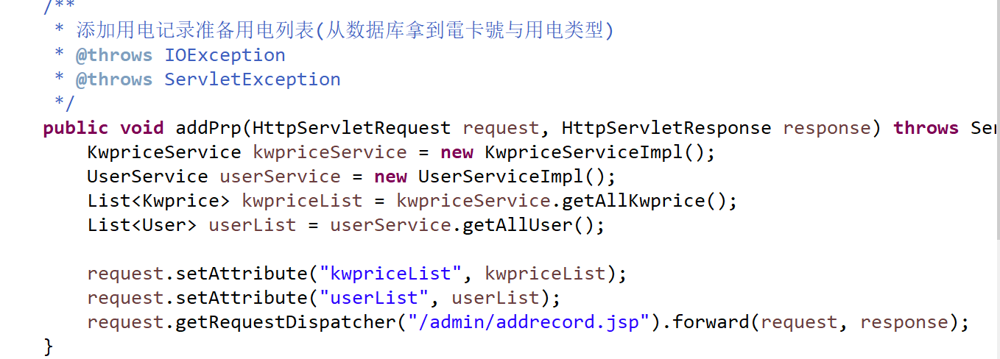 /**
 * 添加用电记录准备用电列表(从数据库拿到電卡號与用电类型)
 * @throws IOException
 * @throws ServletException
 */
public void addPrp(HttpServletRequest request, HttpServletResponse response) throws Ser
KwpriceService kwpriceService = new KwpriceServiceImpl();
UserService userService = new UserServiceImpl();
List<Kwprice> kwpriceList = kwpriceService.getAllKwprice();
List<User> userList = userService.getAllUser();
request.setAttribute("kwpriceList", kwpriceList);
request.setAttribute("userList", userList);
request.getRequestDispatcher("/admin/addrecord.jsp").forward(request, response);
}